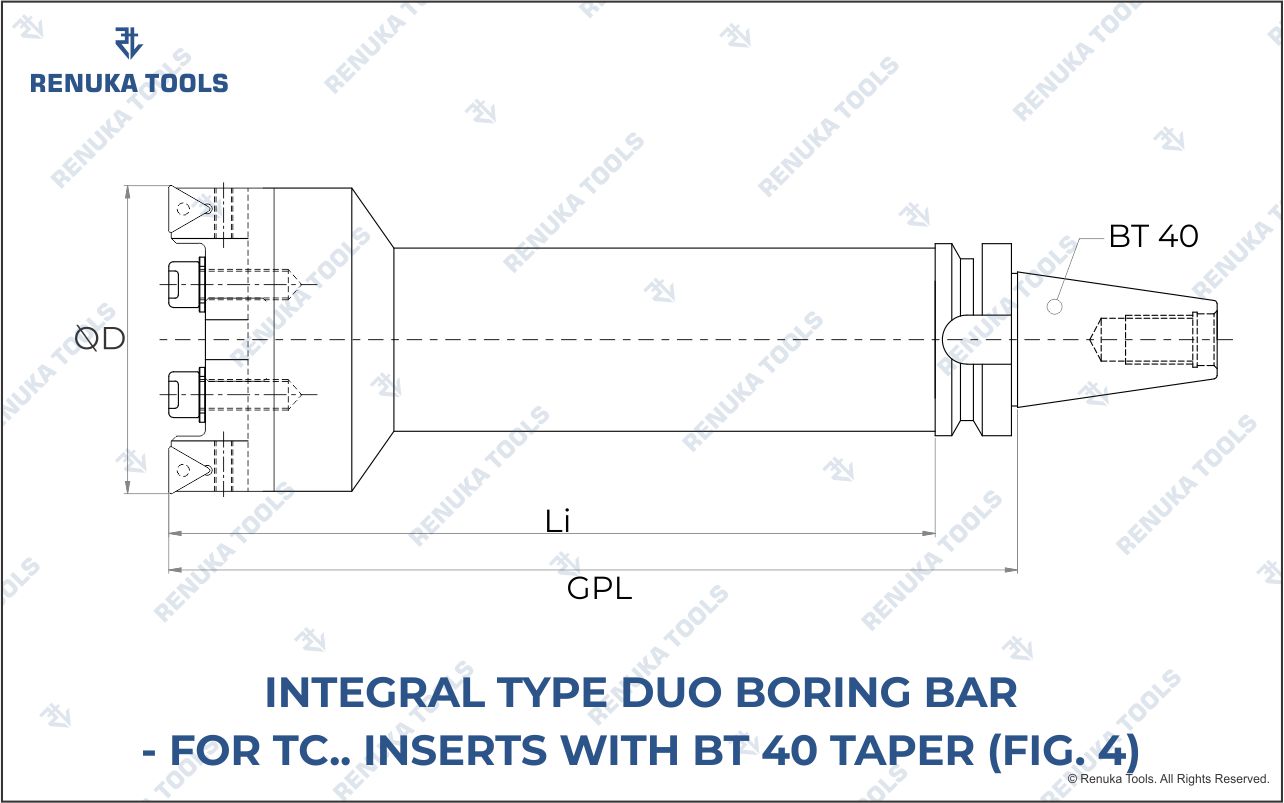 RENUKA TOOLS
BT 40
ØD
Li
GPL
INTEGRAL TYPE DUO BORING BAR
- FOR TC.. INSERTS WITH BT 40 TAPER (FIG. 4)
© Renuka Tools. All Rights Reserved.